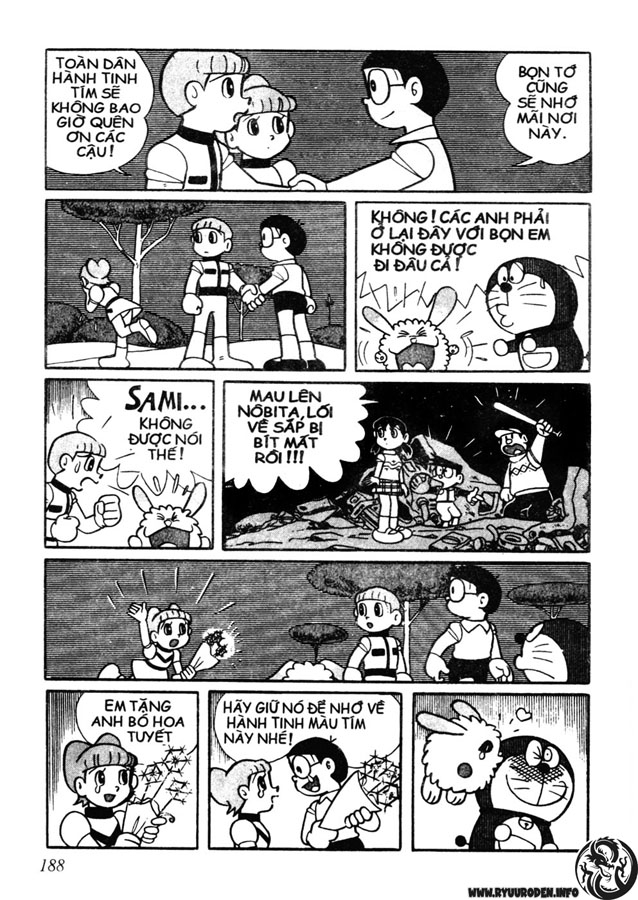 TOÀN DÂN
HÀNH TINH
TÍM SẼ
KHÔNG BAO
GIỜ QUÊN
ƠN CÁC
CẬU!
BỌN TỚ
CŨNG
SẼ NHỚ
MÃI NƠI
NÀY.
KHÔNG! CÁC ANH PHẢI
Ở LẠI ĐÂY VỚI BỌN EM
KHÔNG ĐƯỢC
ĐI ĐÂU CẢ!
SAMI...
KHÔNG
ĐƯỢC NÓI
THẾ!
MAU LÊN
NÔBITA, LỐI
VỀ SẮP BỊ
BÍT MẤT
RỒI!!!
EM TẶNG
ANH BÓ HOA
TUYẾT
HÃY GIỮ NÓ ĐỂ NHỚ VỀ
HÀNH TINH MÀU TÍM
NÀY NHÉ!
188
WWW.RYUURODEN.INFO